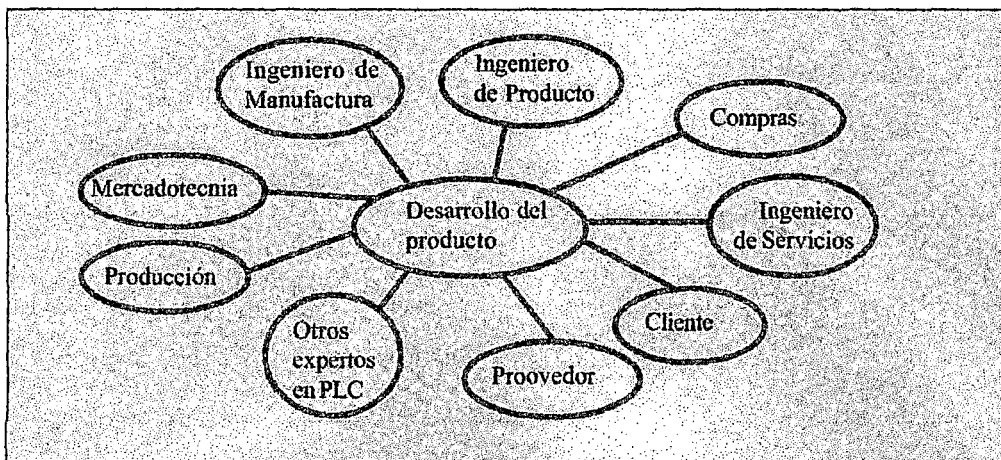 Ingeniero de
Manufactura
Ingeniero
de Producto
Compras
Mercadotecnia
Desarrollo del
producto
Ingeniero
de Servicios
Producción
Otros
expertos
en PLC
Proovedor
Cliente